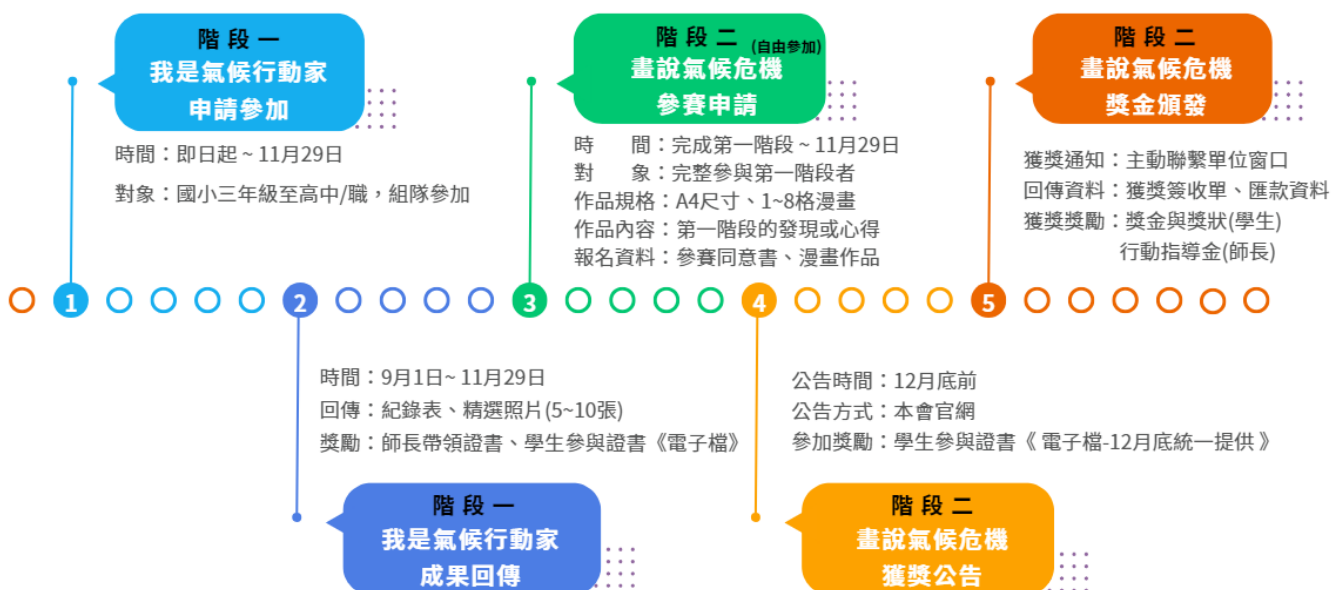 階段一
我是氣候行動家
申請參加
時間：即日起 ~ 11月29日
對象：國小三年級至高中/職，組隊參加
1
2
時間：9月1日~ 11月29日
回傳：紀錄表、精選照片(5~10張)
獎勵：師長帶領證書、學生參與證書《電子檔》
階段一
我是氣候行動家
成果回傳
階段二 (自由參加)
畫說氣候危機
參賽申請
時　間：完成第一階段 ~ 11月29日
對　象：完整參與第一階段者
作品規格：A4尺寸、1~8格漫畫
作品內容：第一階段的發現或心得
報名資料：參賽同意書、漫畫作品
3
4
公告時間：12月底前
公告方式：本會官網
參加獎勵：學生參與證書《 電子檔-12月底統一提供 》
階段二
畫說氣候危機
獲獎公告
階段二
畫說氣候危機
獎金頒發
獲獎通知：主動聯繫單位窗口
回傳資料：獲獎簽收單、匯款資料
獲獎獎勵：獎金與獎狀(學生)
行動指導金(師長)
5